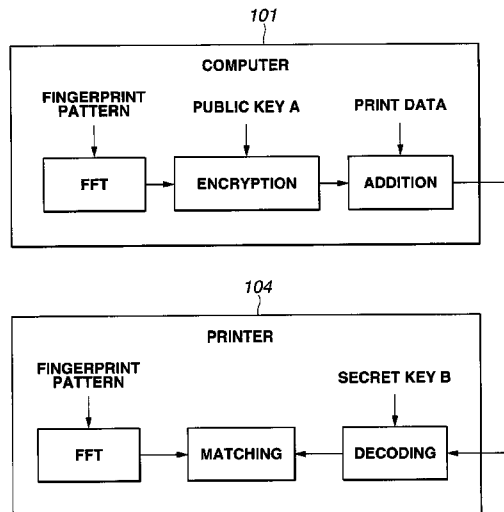 101
COMPUTER
FINGERPRINT
PATTERN
PUBLIC KEY A
PRINT DATA
FFT
ENCRYPTION
ADDITION
104
PRINTER
FINGERPRINT
PATTERN
SECRET KEY B
FFT
MATCHING
DECODING